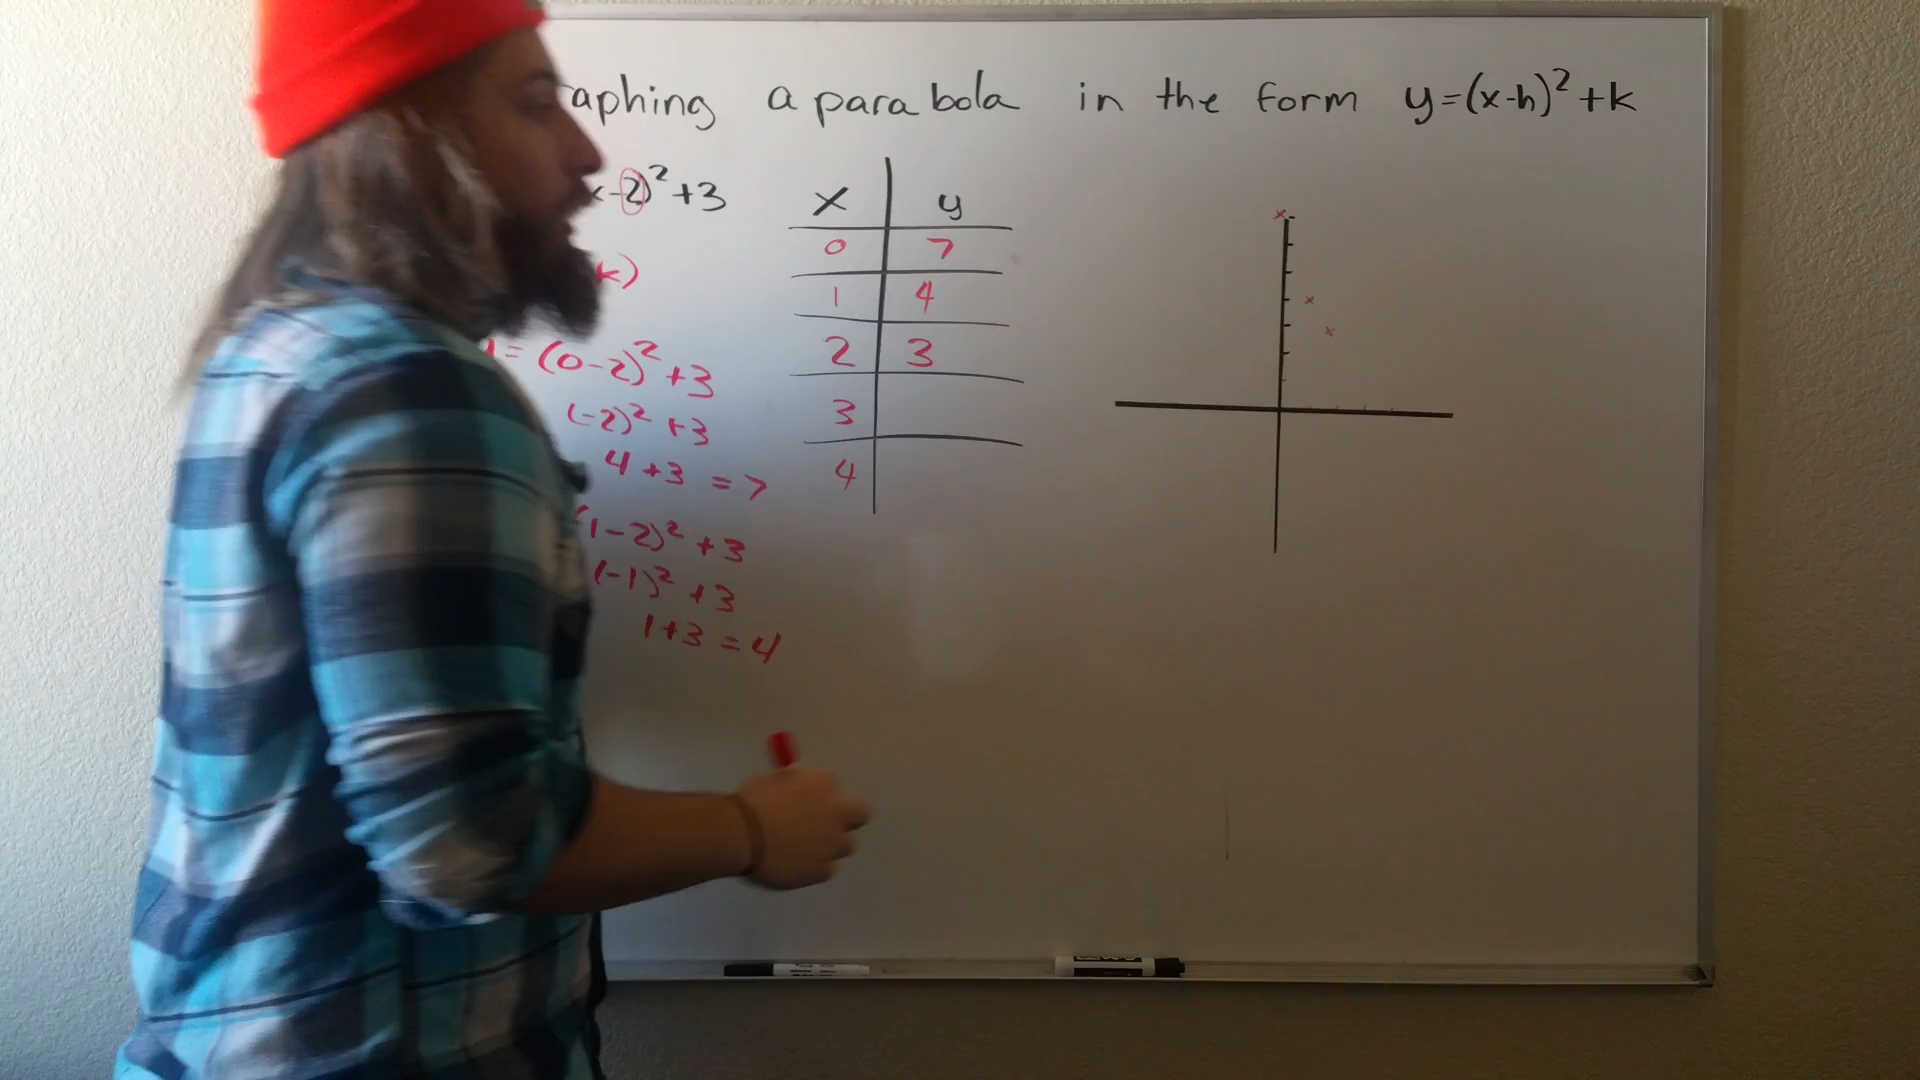 aphing a parabola in the form y=(x-h)²+k
x-2)²+3
x y
0 7
1 4
2 3
3
4
k)
= (0-2)² +3
(-2)² +3
4 +3 = 7
(1-2)² +3
(-1)² +3
1+3 = 4